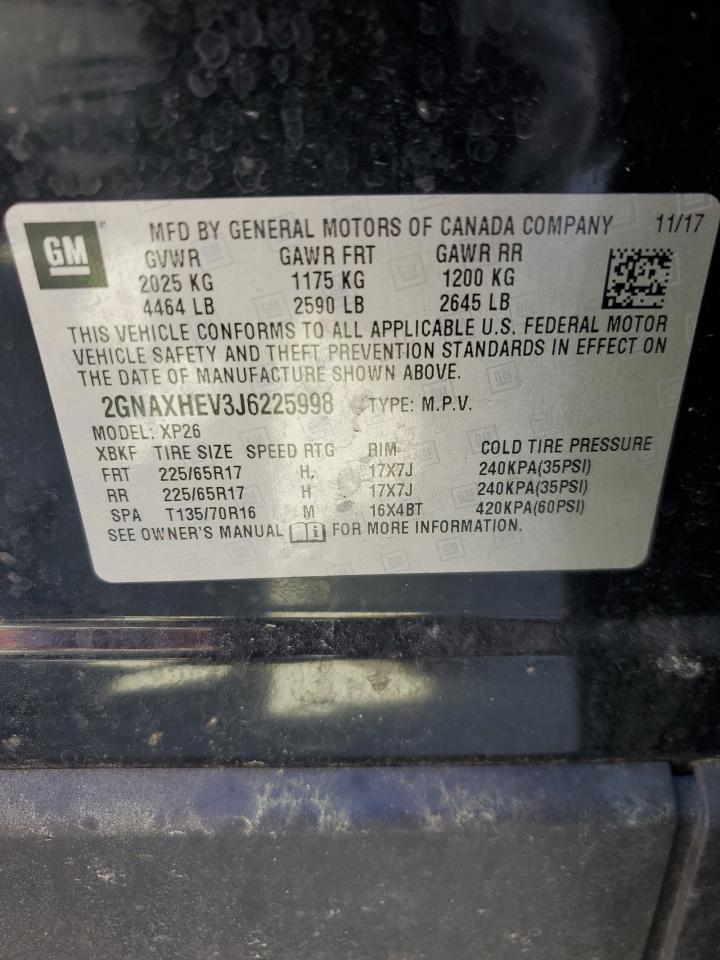 GM MFD BY GENERAL MOTORS OF CANADA COMPANY 11/17
GVWR GAWR FRT GAWR RR
2025 KG 1175 KG 1200 KG
4464 LB 2590 LB 2645 LB
THIS VEHICLE CONFORMS TO ALL APPLICABLE U.S. FEDERAL MOTOR
VEHICLE SAFETY AND THEFT PREVENTION STANDARDS IN EFFECT ON
THE DATE OF MANUFACTURE SHOWN ABOVE.
2GNAXHEV3J6225998 TYPE: M.P.V.
MODEL: XP26
XBKF TIRE SIZE SPEED RTG RIM COLD TIRE PRESSURE
FRT 225/65R17 H 17X7J 240KPA(35PSI)
RR 225/65R17 H 17X7J 240KPA(35PSI)
SPA T135/70R16 M 16X4BT 420KPA(60PSI)
SEE OWNER'S MANUAL FOR MORE INFORMATION.